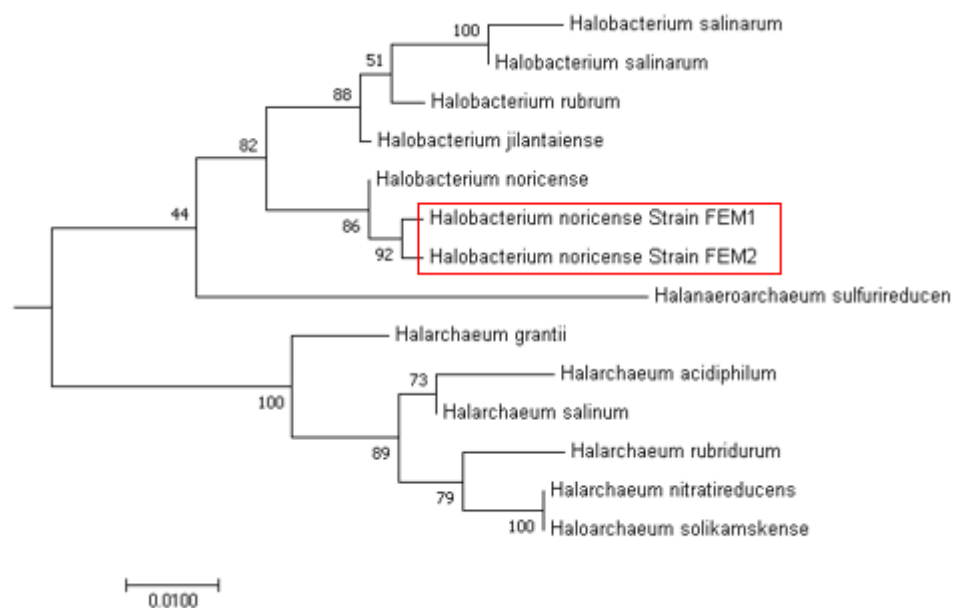 Halobacterium salinarum
100
Halobacterium salinarum
51
Halobacterium rubrum
88
Halobacterium jilantaiense
82
Halobacterium noricense
44
86
Halobacterium noricense Strain FEM1
92
Halobacterium noricense Strain FEM2
Halanaeroarchaeum sulfurireducen
Halarchaeum grantii
100
73
Halarchaeum acidiphilum
Halarchaeum salinum
89
Halarchaeum rubridurum
79
Halarchaeum nitratireducens
100
Haloarchaeum solikamskense
0.0100